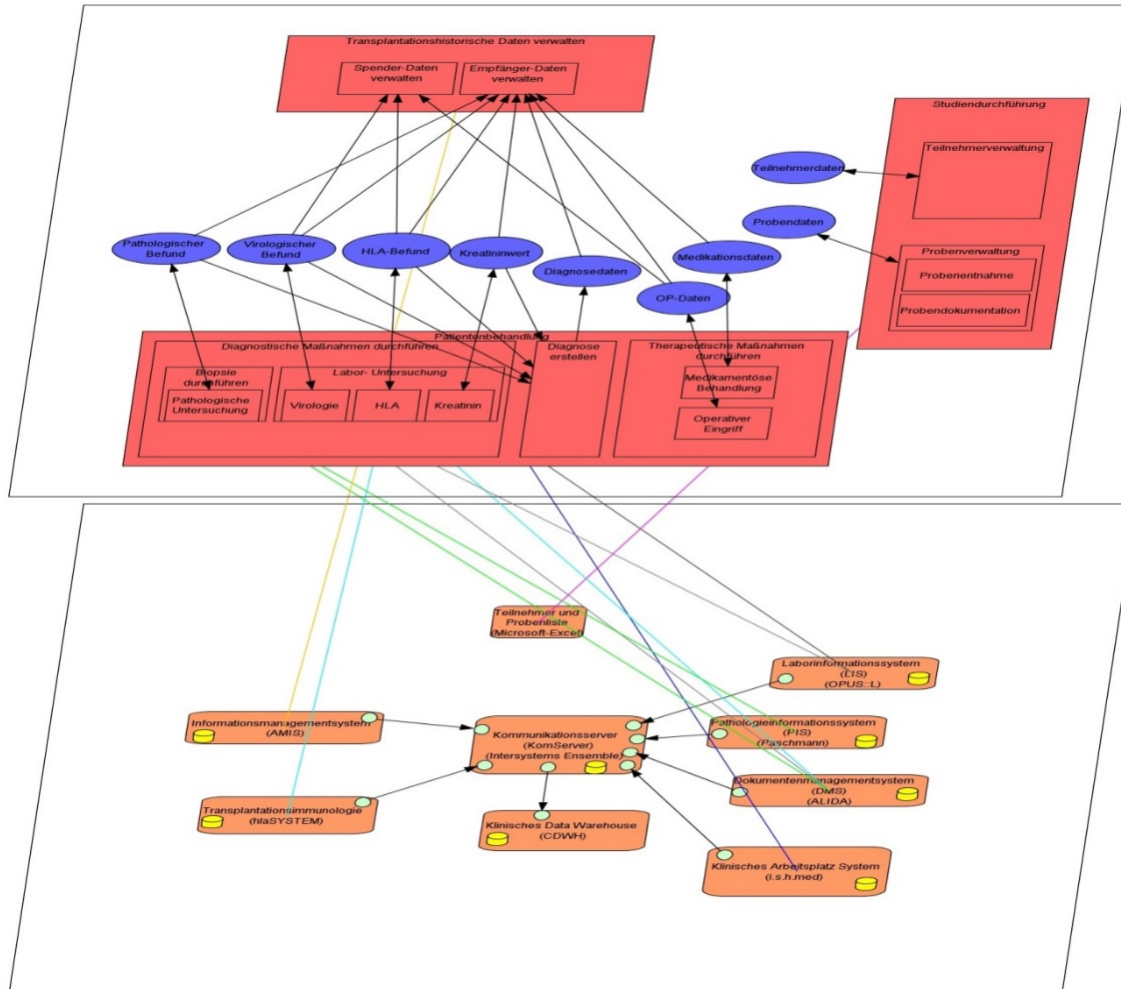 Transplantationshistorische Daten verwalten
Spender-Daten
verwalten
Empfänger-Daten
verwalten
Studiendurchführung
Teilnehmerverwaltung
Teilnehmerdaten
Probendaten
Probenverwaltung
Probenentnahme
Probendokumentation
Pathologischer
Befund
Virologischer
Befund
HLA-Befund
Kreatininwert
Diagnosedaten
Medikationsdaten
OP-Daten
Patientenbehandlung
Diagnostische Maßnahmen durchführen
Biopsie
durchführen
Pathologische
Untersuchung
Labor- Untersuchung
Virologie
HLA
Kreatinin
Diagnose
erstellen
Therapeutische Maßnahmen
durchführen
Medikamentöse
Behandlung
Operativer
Eingriff
Teilnehmer und
Probenliste
(Microsoft-Excel)
Laborinformationssystem
(LIS)
(OPUS::L)
Informationsmanagementsystem
(AMIS)
Kommunikationsserver
(KomServer)
(Intersystems Ensemble)
Pathologieinformationssystem
(PIS)
(Paschmann)
Dokumentenmanagementsystem
(DMS)
(ALIDA)
Transplantationsimmunologie
(hlaSYSTEM)
Klinisches Data Warehouse
(CDWH)
Klinisches Arbeitsplatz System
(i.s.h.med)